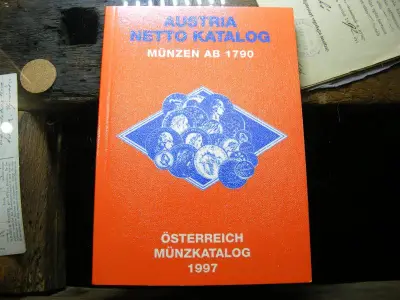 AUSTRIA
NETTO KATALOG
MÜNZEN AB 1790
ÖSTERREICH
MÜNZKATALOG
1997